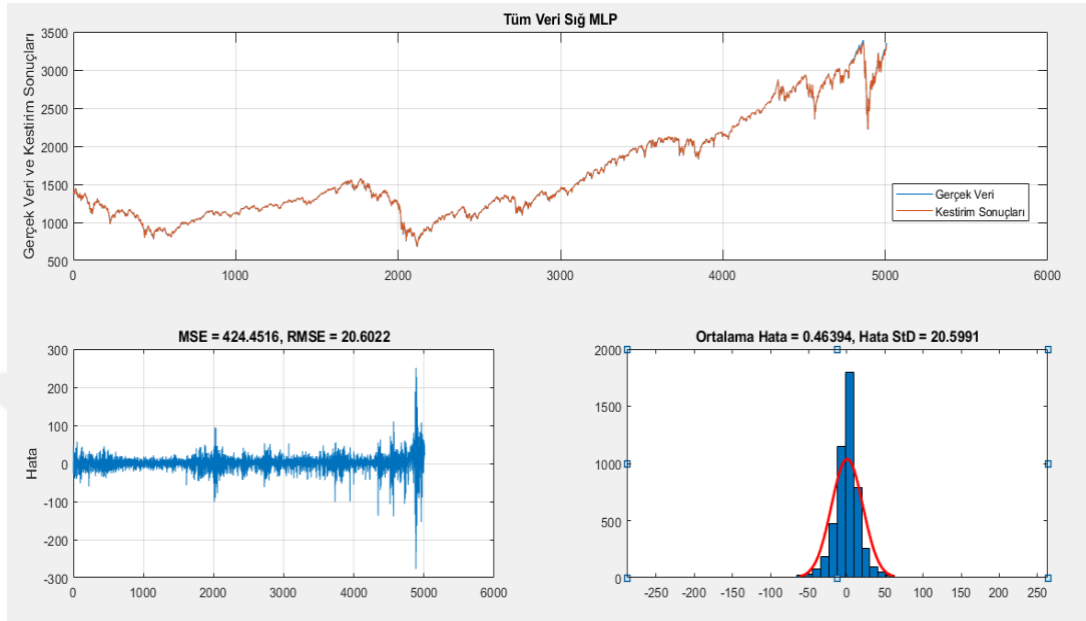 Tüm Veri Sığ MLP
Gerçek Veri ve Kestirim Sonuçları
3500
3000
2500
2000
1500
1000
500
0 1000 2000 3000 4000 5000 6000
Gerçek Veri
Kestirim Sonuçları
MSE = 424.4516, RMSE = 20.6022
Hata
300
200
100
0
-100
-200
-300
0 1000 2000 3000 4000 5000 6000
Ortalama Hata = 0.46394, Hata StD = 20.5991
2000
1500
1000
500
0
-250 -200 -150 -100 -50 0 50 100 150 200 250